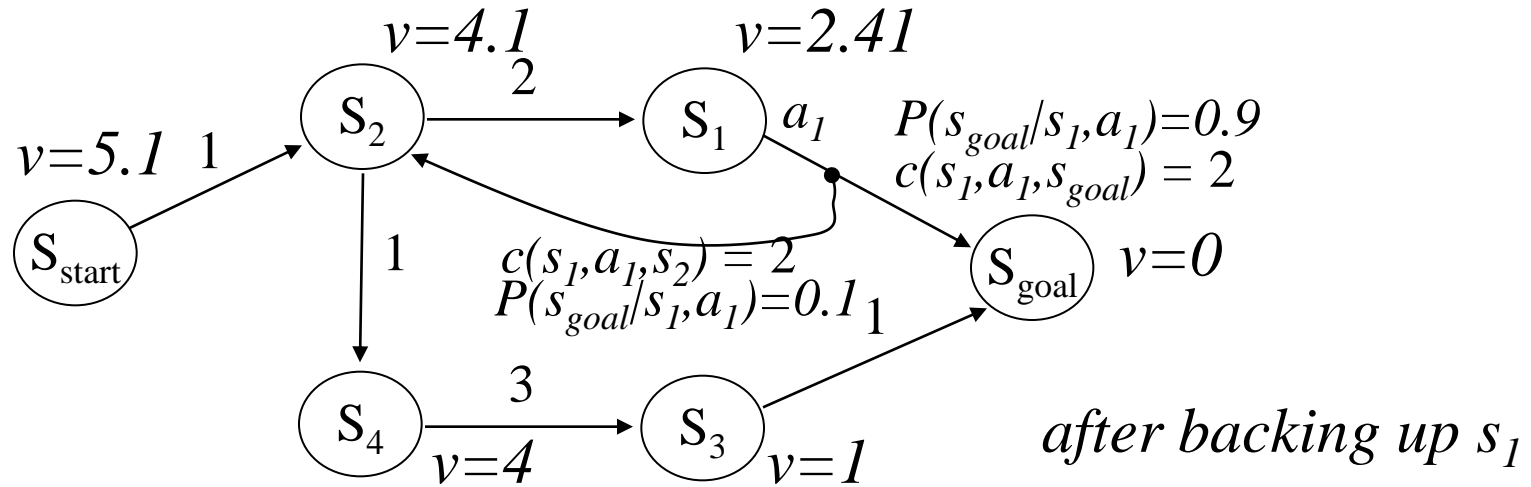 v=4.1
v=2.41
2
S2
S1
a1
P(sgoal/s1,a1)=0.9
c(s1,a1,sgoal) = 2
v=5.1
1
Sstart
1
c(s1,a1,s2) = 2
P(sgoal/s1,a1)=0.1
1
Sgoal
v=0
3
S4
S3
v=4
v=1
after backing up s1